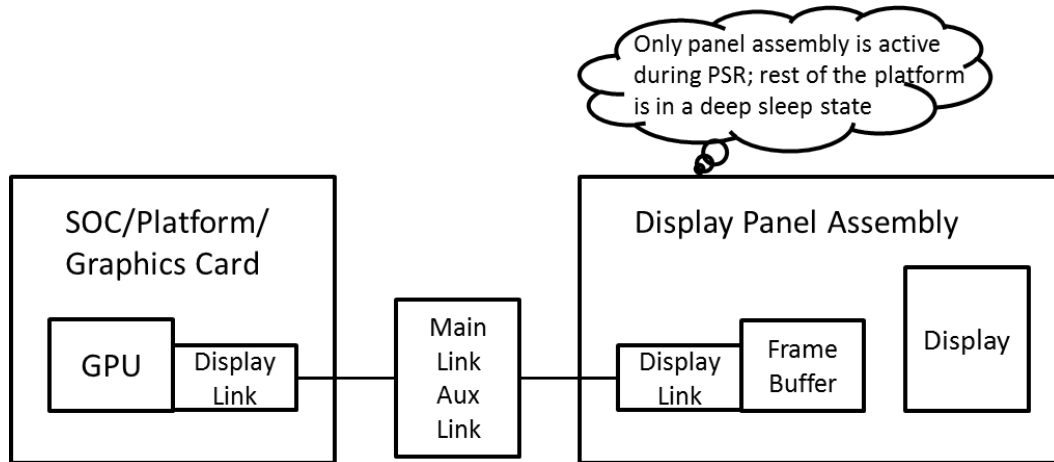 Only panel assembly is active
during PSR; rest of the platform
is in a deep sleep state
SOC/Platform/
Graphics Card
GPU
Display
Link
Main
Link
Aux
Link
Display Panel Assembly
Display
Link
Frame
Buffer
Display